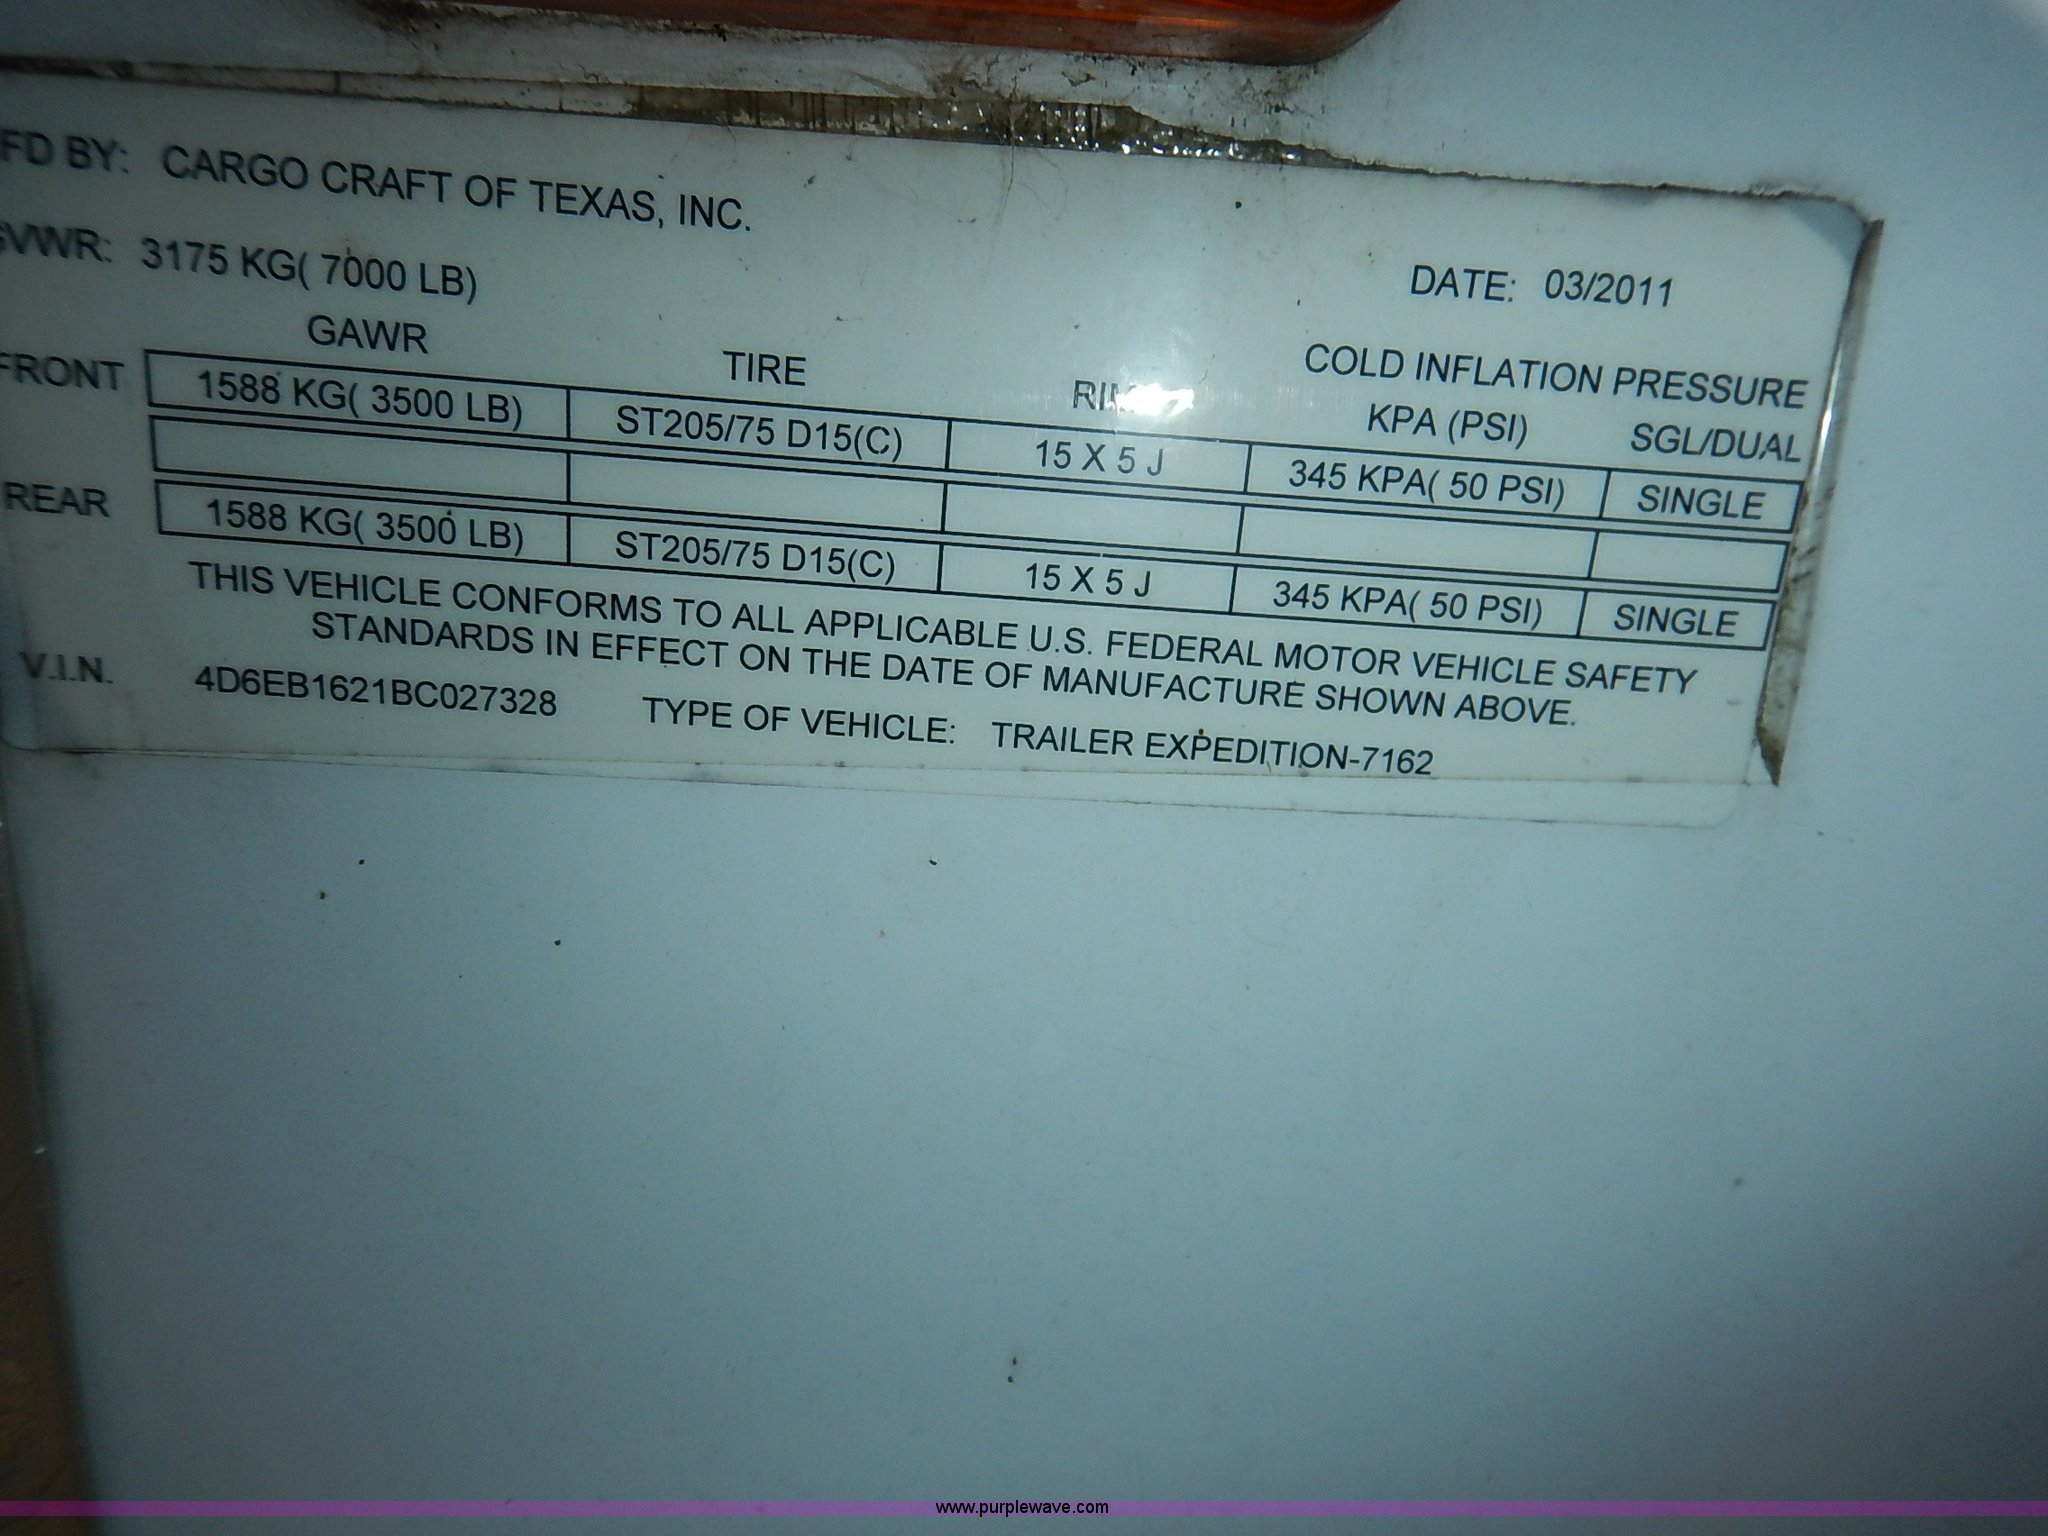 MFD BY: CARGO CRAFT OF TEXAS, INC.
GVWR: 3175 KG( 7000 LB)
DATE: 03/2011
GAWR TIRE RIM COLD INFLATION PRESSURE
KPA (PSI) SGL/DUAL
FRONT 1588 KG( 3500 LB) ST205/75 D15(C) 15 X 5 J 345 KPA( 50 PSI) SINGLE
REAR 1588 KG( 3500 LB) ST205/75 D15(C) 15 X 5 J 345 KPA( 50 PSI) SINGLE
THIS VEHICLE CONFORMS TO ALL APPLICABLE U.S. FEDERAL MOTOR VEHICLE SAFETY
STANDARDS IN EFFECT ON THE DATE OF MANUFACTURE SHOWN ABOVE.
V.I.N. 4D6EB1621BC027328 TYPE OF VEHICLE: TRAILER EXPEDITION-7162
www.purplewave.com